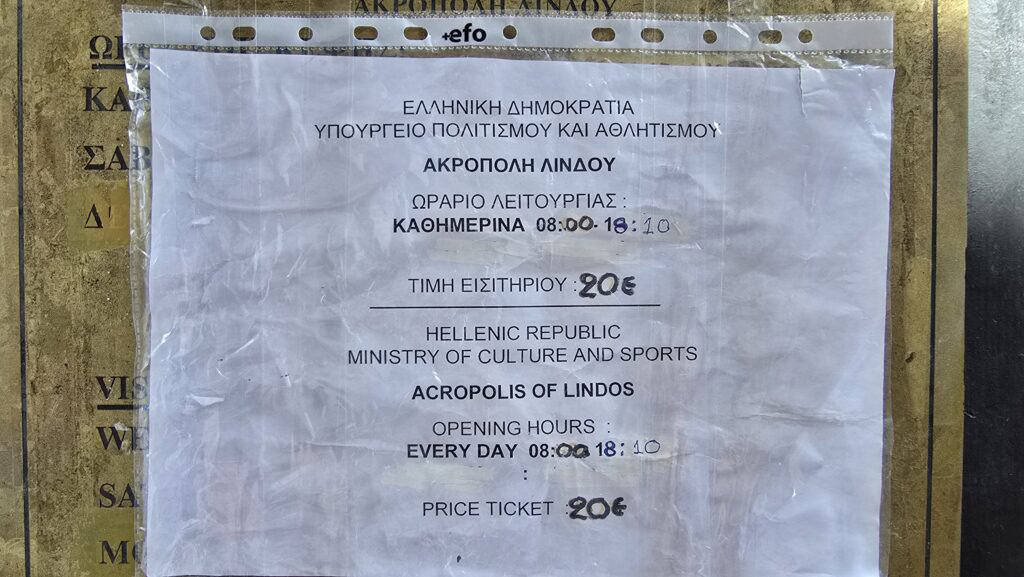 ΑΚΡΟΠΟΛΗ ΛΙΝΔΟΥ
+efo
ΕΛΛΗΝΙΚΗ ΔΗΜΟΚΡΑΤΙΑ
ΥΠΟΥΡΓΕΙΟ ΠΟΛΙΤΙΣΜΟΥ ΚΑΙ ΑΘΛΗΤΙΣΜΟΥ
ΑΚΡΟΠΟΛΗ ΛΙΝΔΟΥ
ΩΡΑΡΙΟ ΛΕΙΤΟΥΡΓΙΑΣ :
ΚΑΘΗΜΕΡΙΝΑ 08:00- 18:10
ΤΙΜΗ ΕΙΣΙΤΗΡΙΟΥ : 20€
HELLENIC REPUBLIC
MINISTRY OF CULTURE AND SPORTS
ACROPOLIS OF LINDOS
OPENING HOURS :
EVERY DAY 08:00 18:10
:
PRICE TICKET : 20€